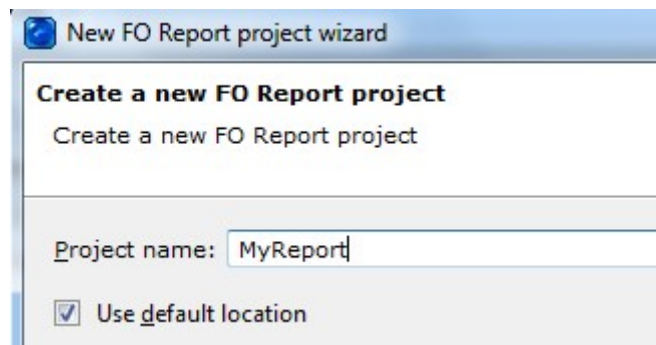 New FO Report project wizard
Create a new FO Report project
Create a new FO Report project
Project name: MyReport
Use default location